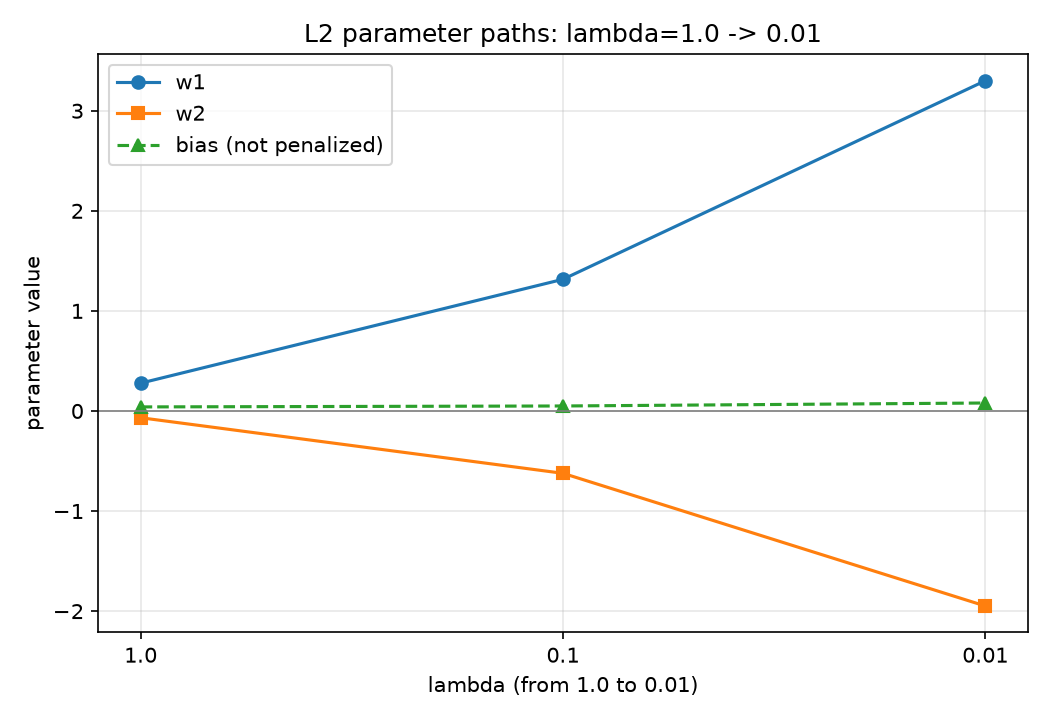 L2 parameter paths: lambda=1.0 -> 0.01
w1
w2
bias (not penalized)
parameter value
3
2
1
0
−1
−2
1.0
0.1
0.01
lambda (from 1.0 to 0.01)